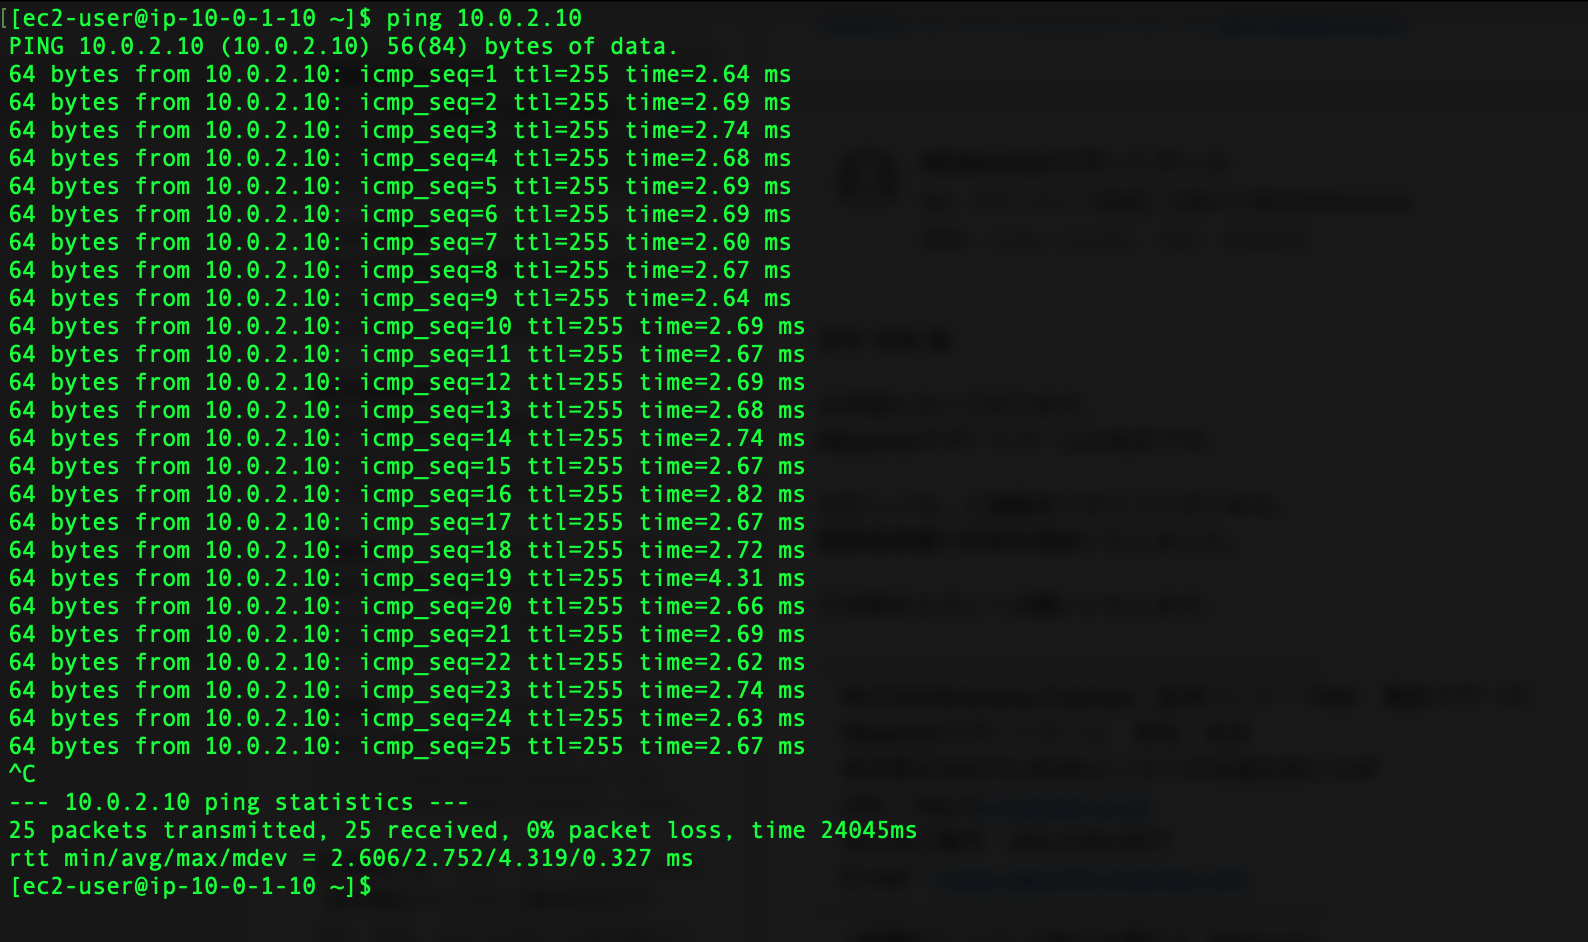 [[ec2-user@ip-10-0-1-10 ~]$ ping 10.0.2.10
PING 10.0.2.10 (10.0.2.10) 56(84) bytes of data.
64 bytes from 10.0.2.10: icmp_seq=1 ttl=255 time=2.64 ms
64 bytes from 10.0.2.10: icmp_seq=2 ttl=255 time=2.69 ms
64 bytes from 10.0.2.10: icmp_seq=3 ttl=255 time=2.74 ms
64 bytes from 10.0.2.10: icmp_seq=4 ttl=255 time=2.68 ms
64 bytes from 10.0.2.10: icmp_seq=5 ttl=255 time=2.69 ms
64 bytes from 10.0.2.10: icmp_seq=6 ttl=255 time=2.69 ms
64 bytes from 10.0.2.10: icmp_seq=7 ttl=255 time=2.60 ms
64 bytes from 10.0.2.10: icmp_seq=8 ttl=255 time=2.67 ms
64 bytes from 10.0.2.10: icmp_seq=9 ttl=255 time=2.64 ms
64 bytes from 10.0.2.10: icmp_seq=10 ttl=255 time=2.69 ms
64 bytes from 10.0.2.10: icmp_seq=11 ttl=255 time=2.67 ms
64 bytes from 10.0.2.10: icmp_seq=12 ttl=255 time=2.69 ms
64 bytes from 10.0.2.10: icmp_seq=13 ttl=255 time=2.68 ms
64 bytes from 10.0.2.10: icmp_seq=14 ttl=255 time=2.74 ms
64 bytes from 10.0.2.10: icmp_seq=15 ttl=255 time=2.67 ms
64 bytes from 10.0.2.10: icmp_seq=16 ttl=255 time=2.82 ms
64 bytes from 10.0.2.10: icmp_seq=17 ttl=255 time=2.67 ms
64 bytes from 10.0.2.10: icmp_seq=18 ttl=255 time=2.72 ms
64 bytes from 10.0.2.10: icmp_seq=19 ttl=255 time=4.31 ms
64 bytes from 10.0.2.10: icmp_seq=20 ttl=255 time=2.66 ms
64 bytes from 10.0.2.10: icmp_seq=21 ttl=255 time=2.69 ms
64 bytes from 10.0.2.10: icmp_seq=22 ttl=255 time=2.62 ms
64 bytes from 10.0.2.10: icmp_seq=23 ttl=255 time=2.74 ms
64 bytes from 10.0.2.10: icmp_seq=24 ttl=255 time=2.63 ms
64 bytes from 10.0.2.10: icmp_seq=25 ttl=255 time=2.67 ms
^C
--- 10.0.2.10 ping statistics ---
25 packets transmitted, 25 received, 0% packet loss, time 24045ms
rtt min/avg/max/mdev = 2.606/2.752/4.319/0.327 ms
[ec2-user@ip-10-0-1-10 ~]$